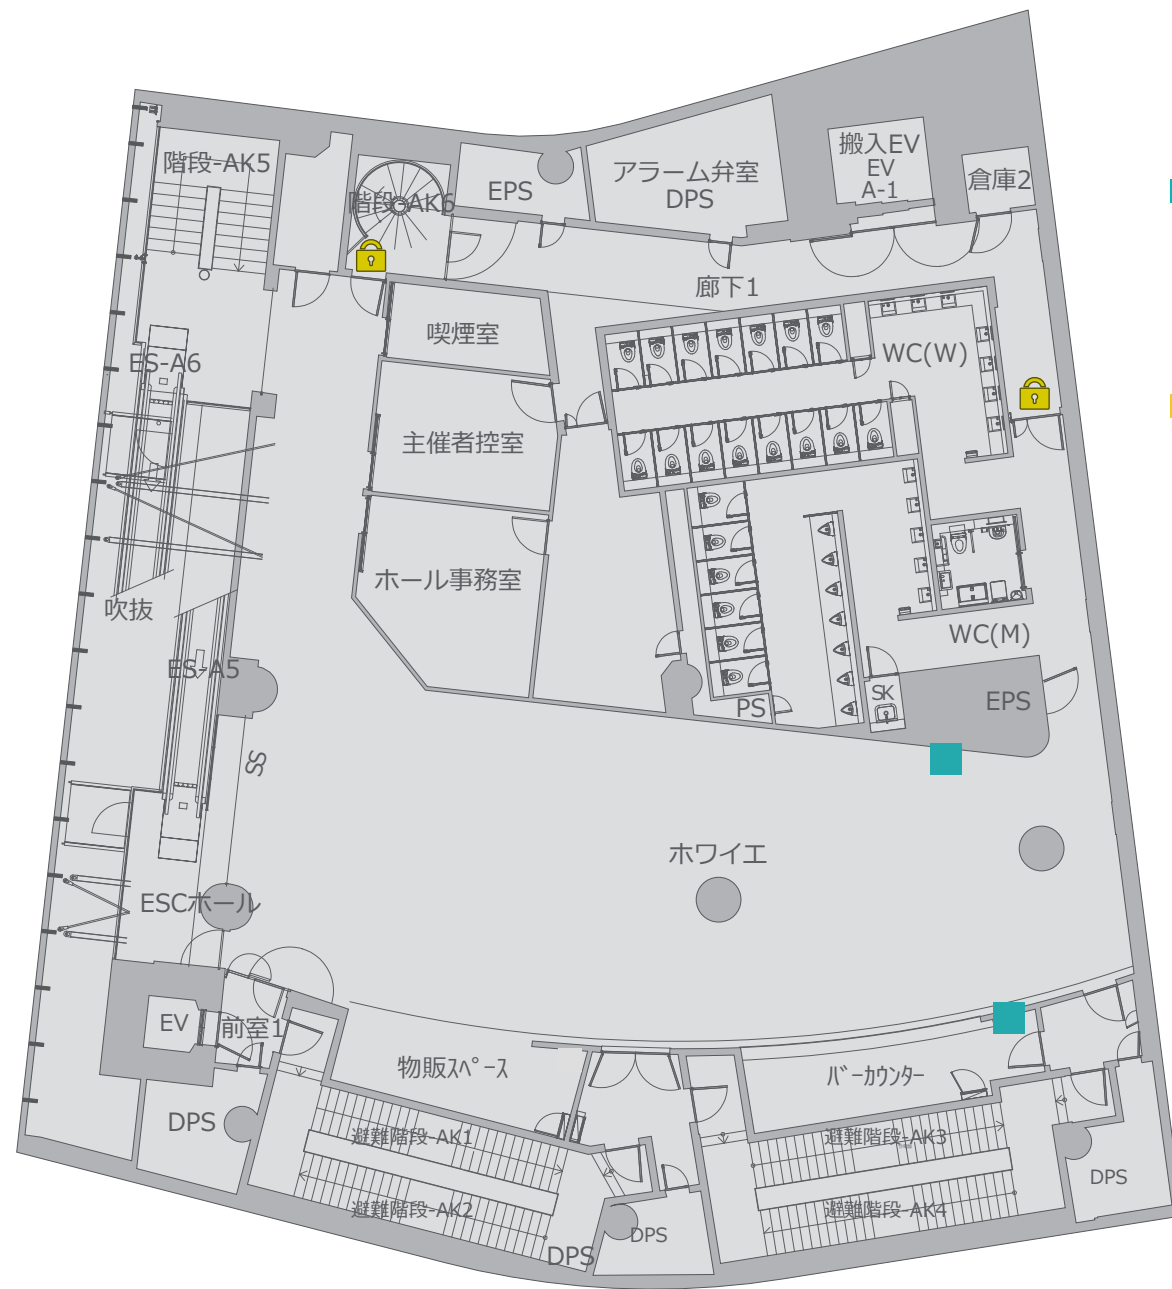 階段-AK5
階段-AK6
EPS
アラーム弁室
DPS
搬入EV
EV
A-1
倉庫2
廊下1
喫煙室
WC(W)
ES-A6
主催者控室
ホール事務室
吹抜
ES-A5
WC(M)
SK
PS
EPS
SS
ホワイエ
ESCホール
EV
前室1
物販スペース
バーカウンター
DPS
避難階段-AK1
避難階段-AK3
避難階段-AK2
避難階段-AK4
DPS
DPS
DPS